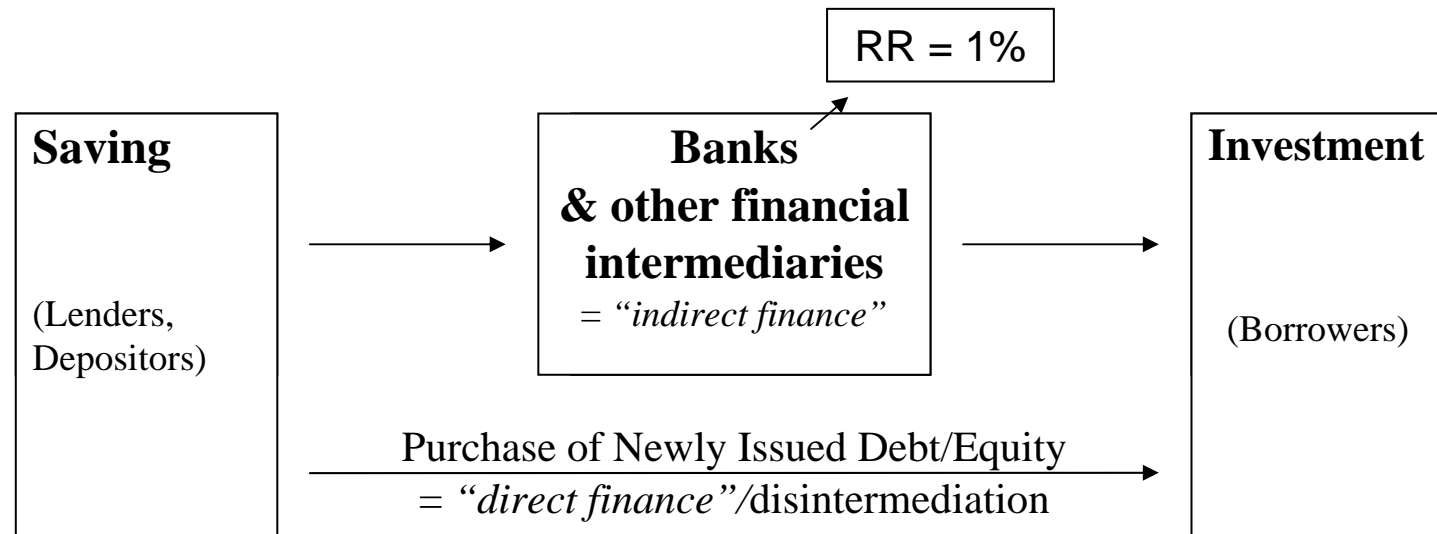 RR = 1%
Saving
(Lenders,
Depositors)
Banks
& other financial
intermediaries
= “indirect finance”
Investment
(Borrowers)
Purchase of Newly Issued Debt/Equity
= “direct finance”/disintermediation